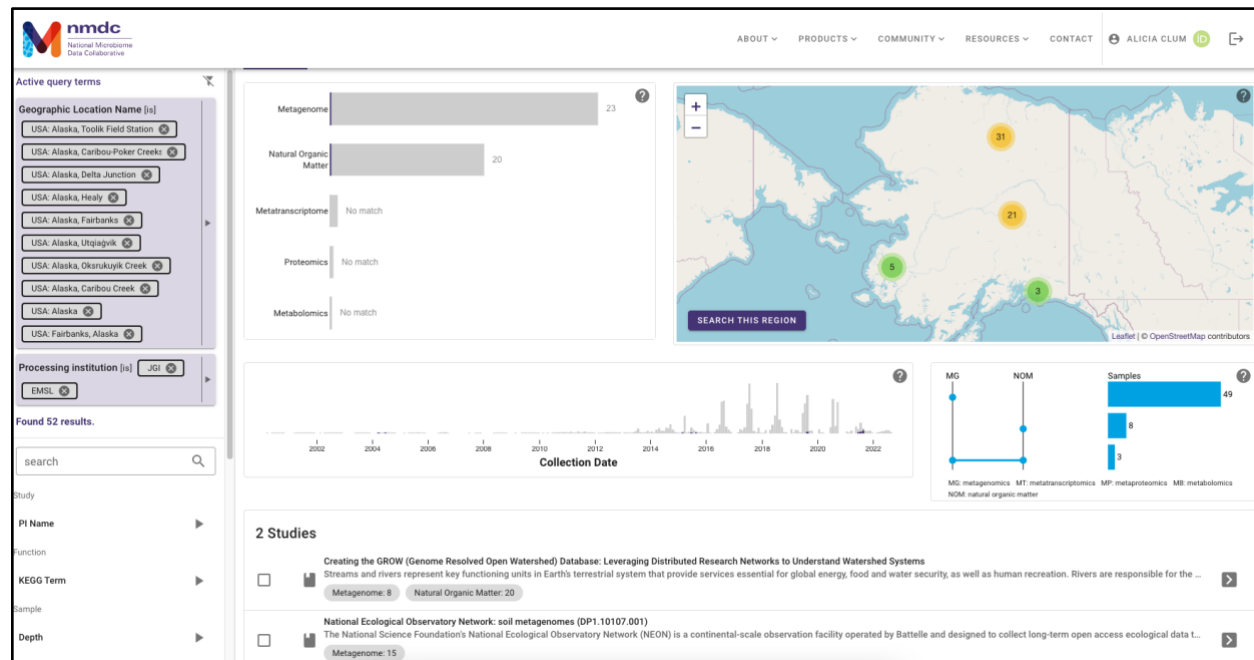 nmdc
National Microbiome
Data Collaborative
ABOUT
PRODUCTS
COMMUNITY
RESOURCES
CONTACT
ALICIA CLUM
iD
Active query terms
Geographic Location Name [is]
USA: Alaska, Toolik Field Station
USA: Alaska, Caribou-Poker Creeks
USA: Alaska, Delta Junction
USA: Alaska, Healy
USA: Alaska, Fairbanks
USA: Alaska, Utqiaġvik
USA: Alaska, Oksrukuyik Creek
USA: Alaska, Caribou Creek
USA: Alaska
USA: Fairbanks, Alaska
Processing institution [is] JGI
EMSL
Found 52 results.
search
Study
PI Name
Function
KEGG Term
Sample
Depth
Metagenome 23
Natural Organic
Matter 20
Metatranscriptome No match
Proteomics No match
Metabolomics No match
?
+
−
31
21
5
3
SEARCH THIS REGION
?
Leaflet | © OpenStreetMap contributors
?
2002 2004 2006 2008 2010 2012 2014 2016 2018 2020 2022
Collection Date
MG NOM Samples
?
49
8
3
MG: metagenomics MT: metatranscriptomics MP: metaproteomics MB: metabolomics
NOM: natural organic matter
2 Studies
Creating the GROW (Genome Resolved Open Watershed) Database: Leveraging Distributed Research Networks to Understand Watershed Systems
Streams and rivers represent key functioning units in Earth's terrestrial system that provide services essential for global energy, food and water security, as well as human recreation. Rivers are responsible for the ...
Metagenome: 8 Natural Organic Matter: 20
National Ecological Observatory Network: soil metagenomes (DP1.10107.001)
The National Science Foundation's National Ecological Observatory Network (NEON) is a continental-scale observation facility operated by Battelle and designed to collect long-term open access ecological data t...
Metagenome: 15